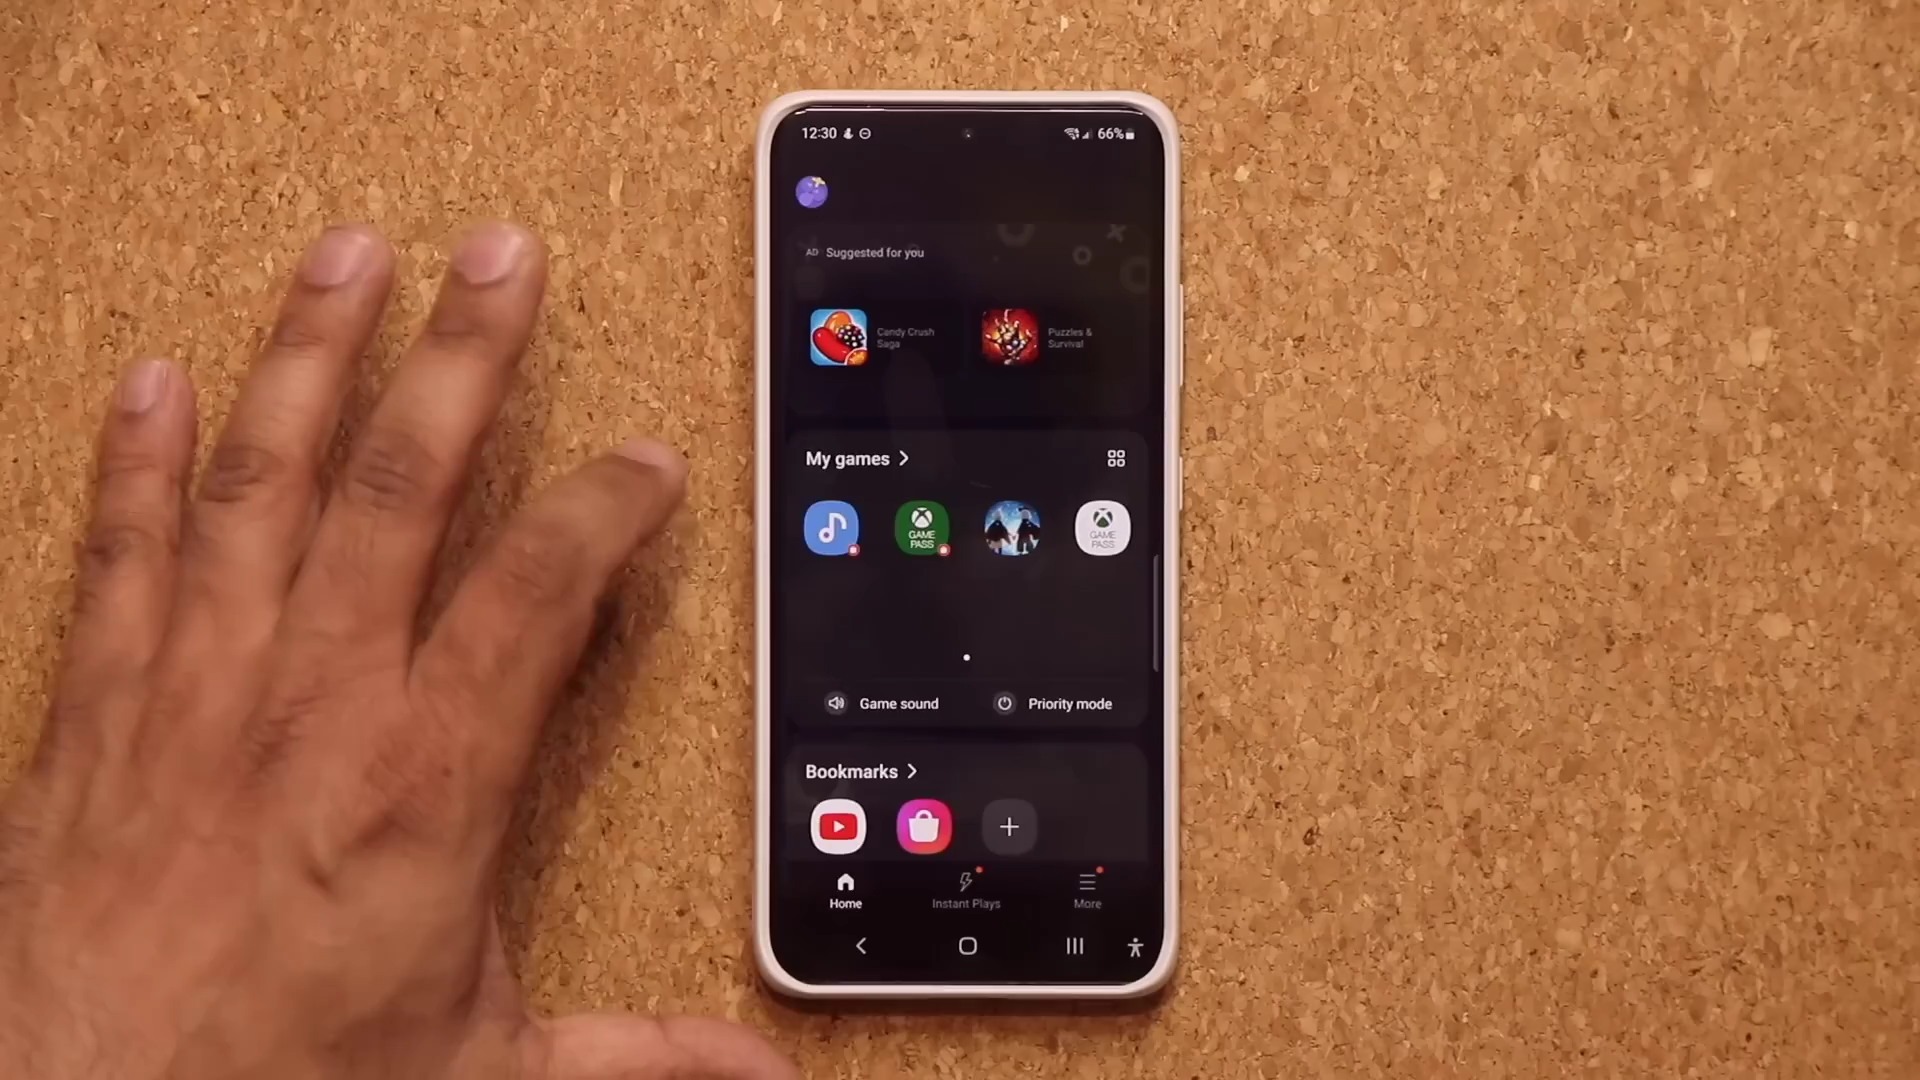 12:30
66%
AD Suggested for you
Candy Crush
Saga
Puzzles &
Survival
My games
GAME
PASS
GAME
PASS
Game sound
Priority mode
Bookmarks
Home
Instant Plays
More